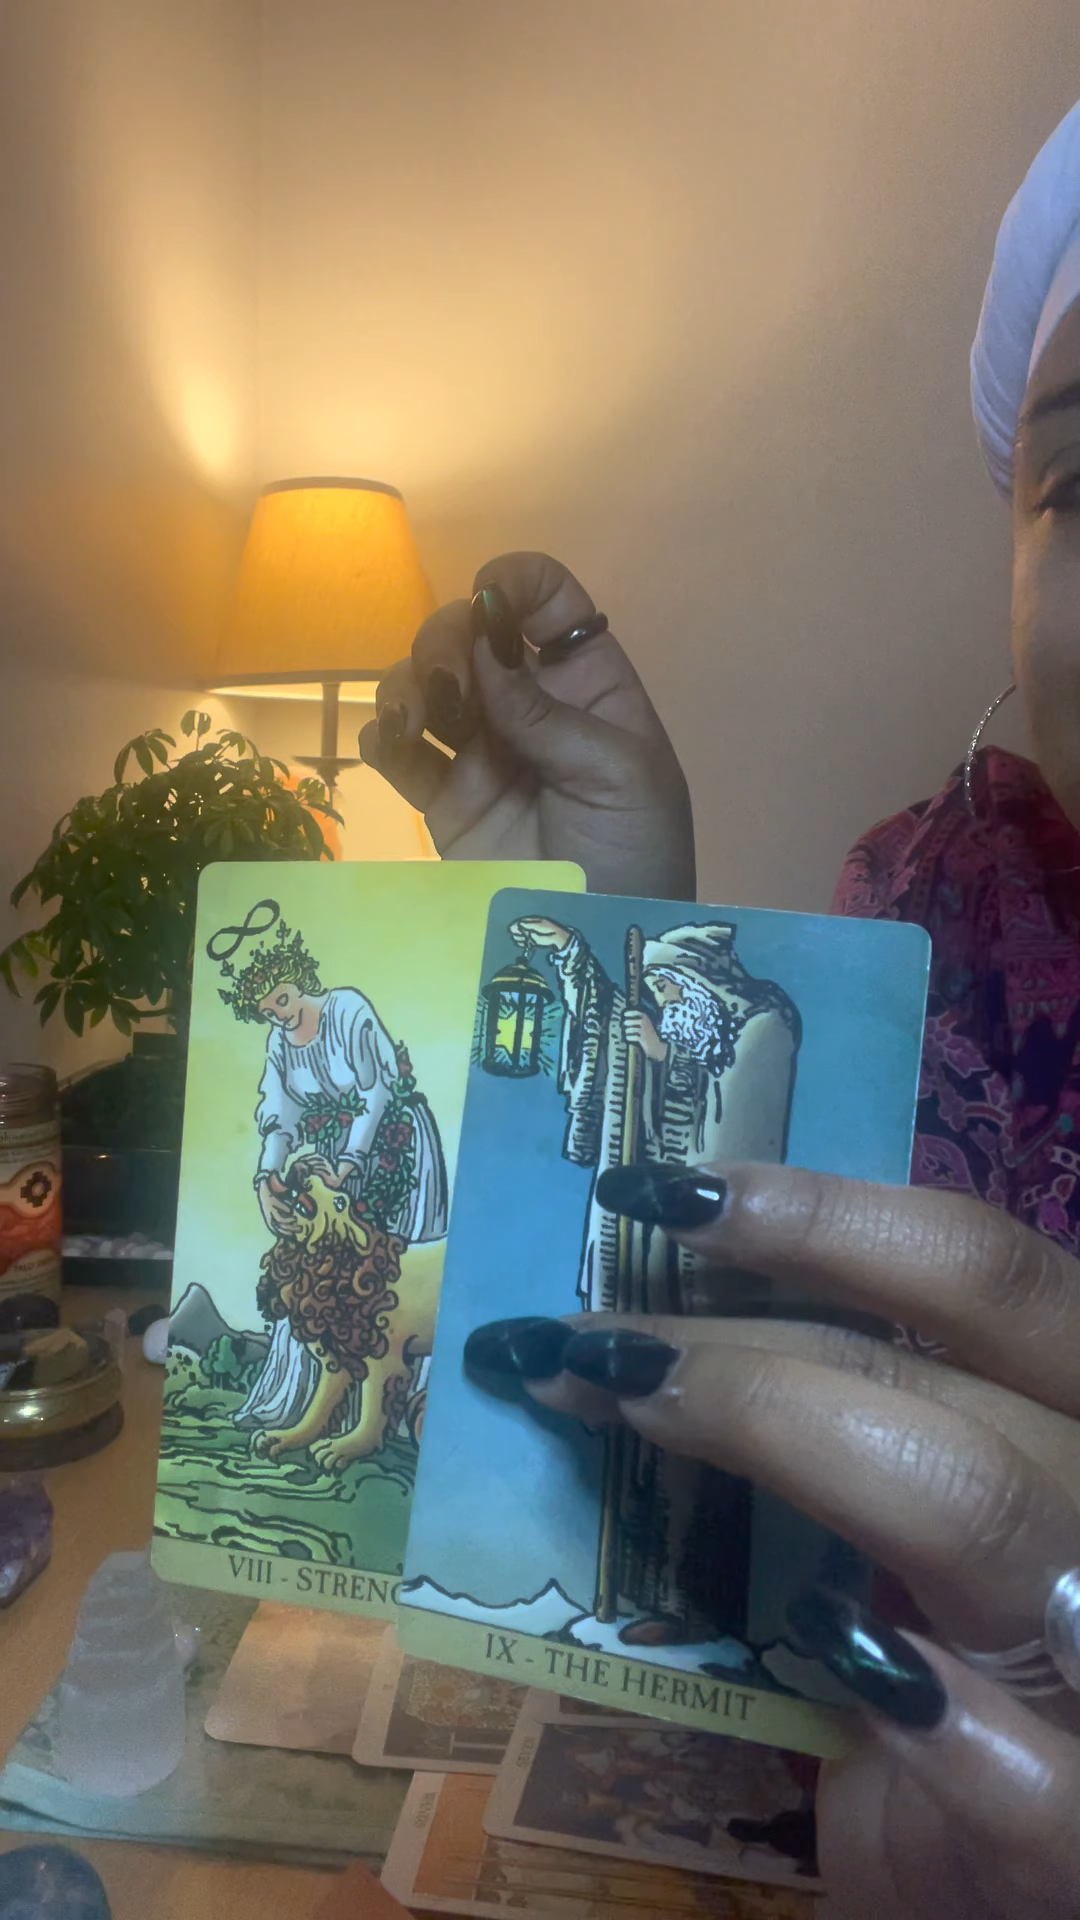 VIII - STRENG
IX - THE HERMIT